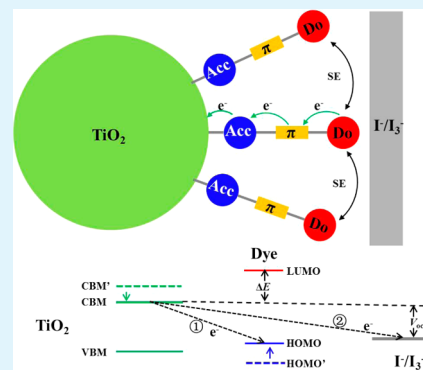 Do
π
SE
Acc
e⁻ e⁻ e⁻
TiO₂
Acc
π
Do
I⁻/I₃⁻
SE
Acc
π
Do
Dye
LUMO
CBM'
ΔE
CBM
TiO₂
① e⁻
② e⁻
V_oc
HOMO
VBM
HOMO'
I⁻/I₃⁻